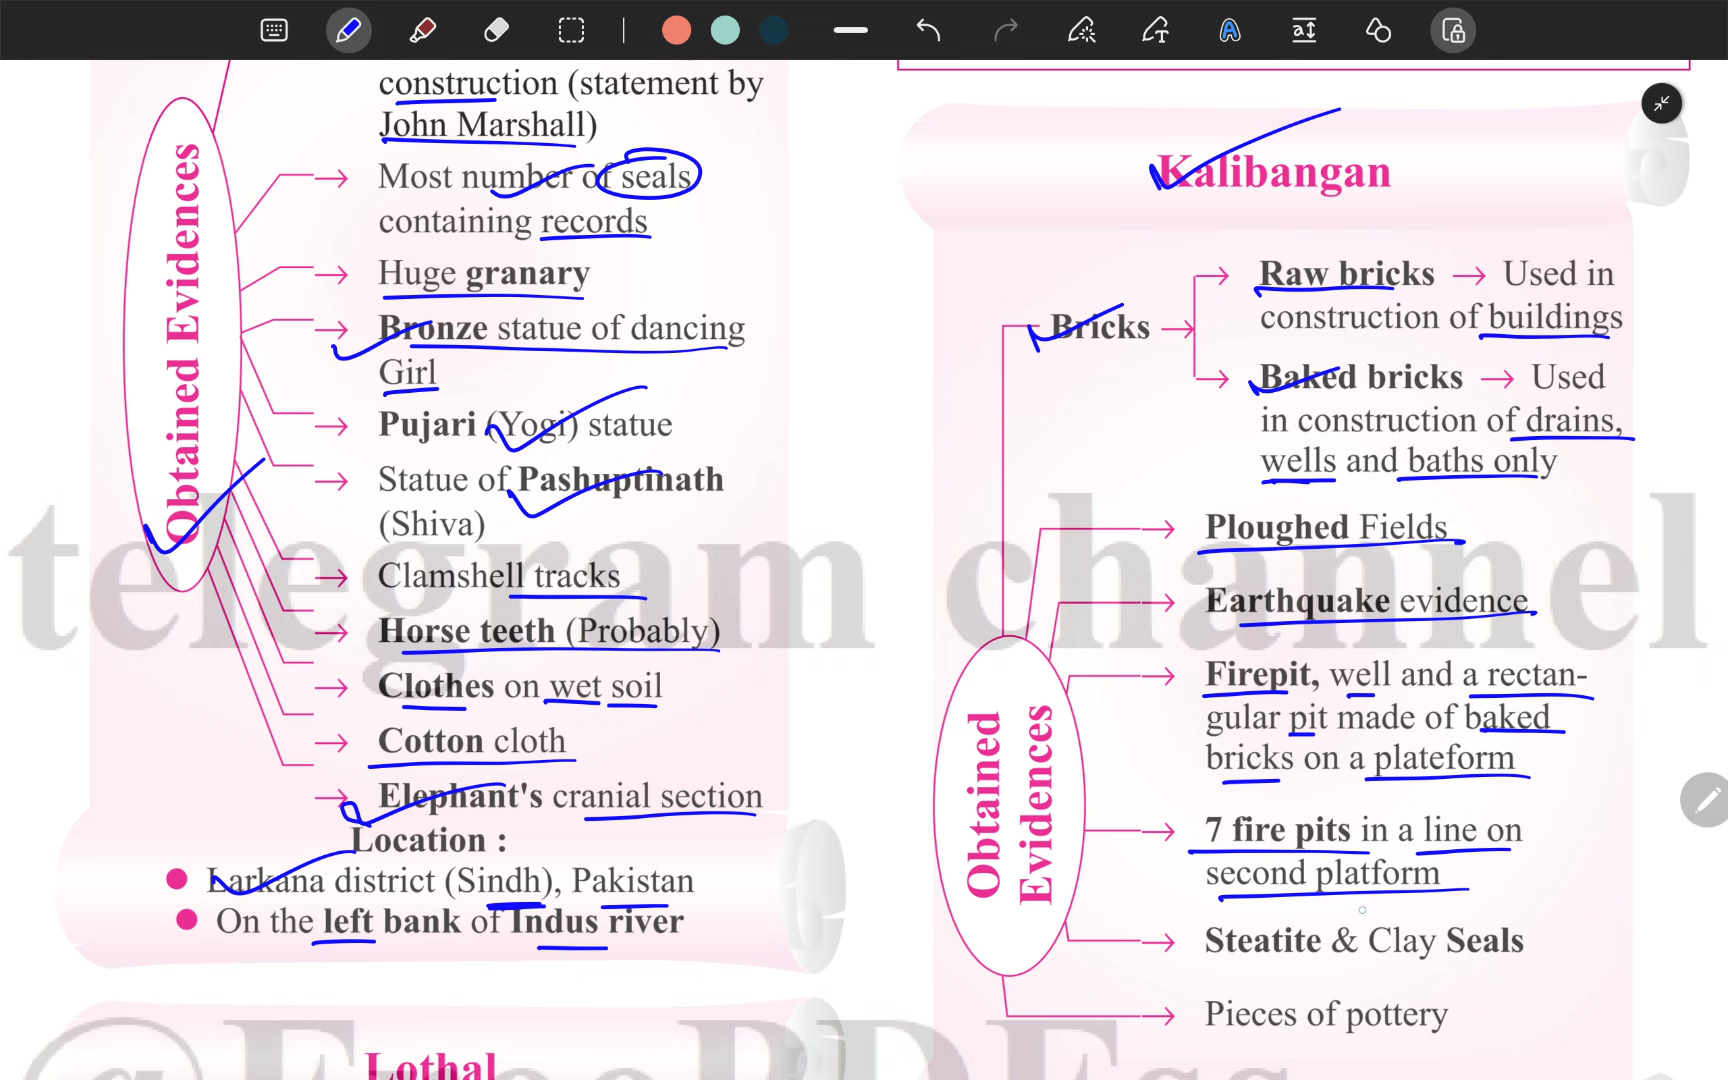 construction (statement by
John Marshall)
Most number of seals
containing records
Huge granary
Bronze statue of dancing
Girl
Pujari (Yogi) statue
Statue of Pashuptinath
(Shiva)
Clamshell tracks
Horse teeth (Probably)
Clothes on wet soil
Cotton cloth
Elephant's cranial section
Obtained Evidences
Location :
Larkana district (Sindh), Pakistan
On the left bank of Indus river
Lothal
Kalibangan
Bricks
Raw bricks → Used in
construction of buildings
Baked bricks → Used
in construction of drains,
wells and baths only
Ploughed Fields
Earthquake evidence
Firepit, well and a rectan-
gular pit made of baked
bricks on a plateform
7 fire pits in a line on
second platform
Steatite & Clay Seals
Pieces of pottery
Obtained
Evidences
telegram channel